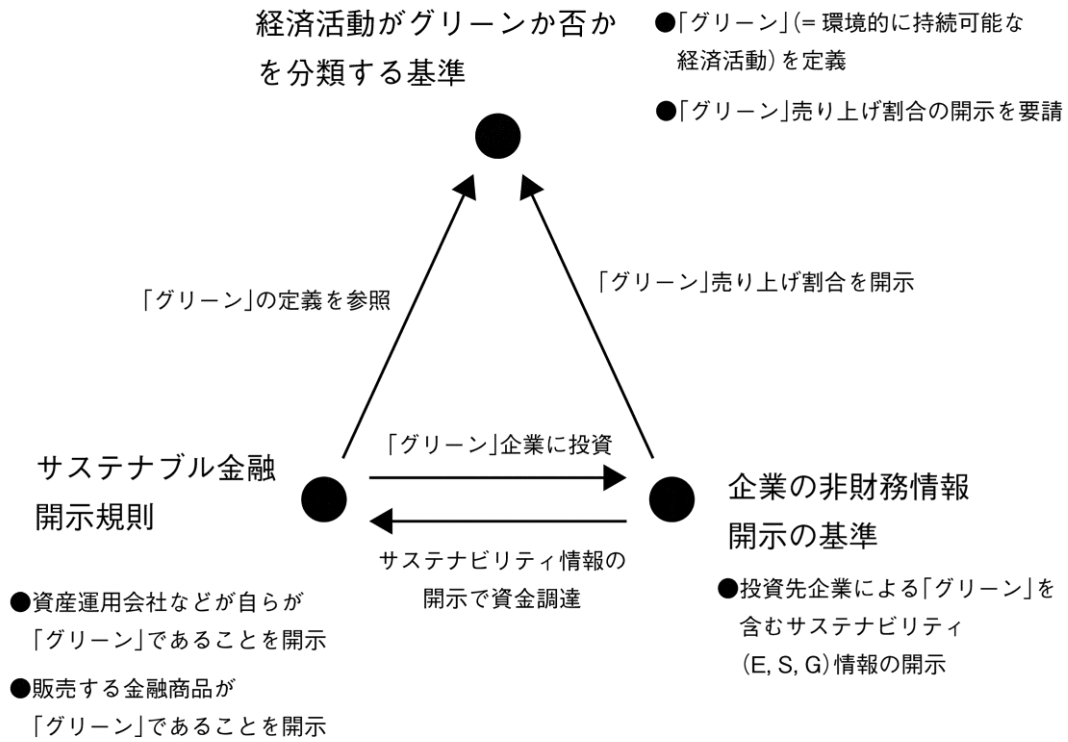 経済活動がグリーンか否か
を分類する基準
●「グリーン」(= 環境的に持続可能な
経済活動)を定義
●「グリーン」売り上げ割合の開示を要請
「グリーン」の定義を参照
「グリーン」売り上げ割合を開示
「グリーン」企業に投資
サステナビリティ情報の
開示で資金調達
サステナブル金融
開示規則
●資産運用会社などが自らが
「グリーン」であることを開示
●販売する金融商品が
「グリーン」であることを開示
企業の非財務情報
開示の基準
●投資先企業による「グリーン」を
含むサステナビリティ
(E, S, G)情報の開示